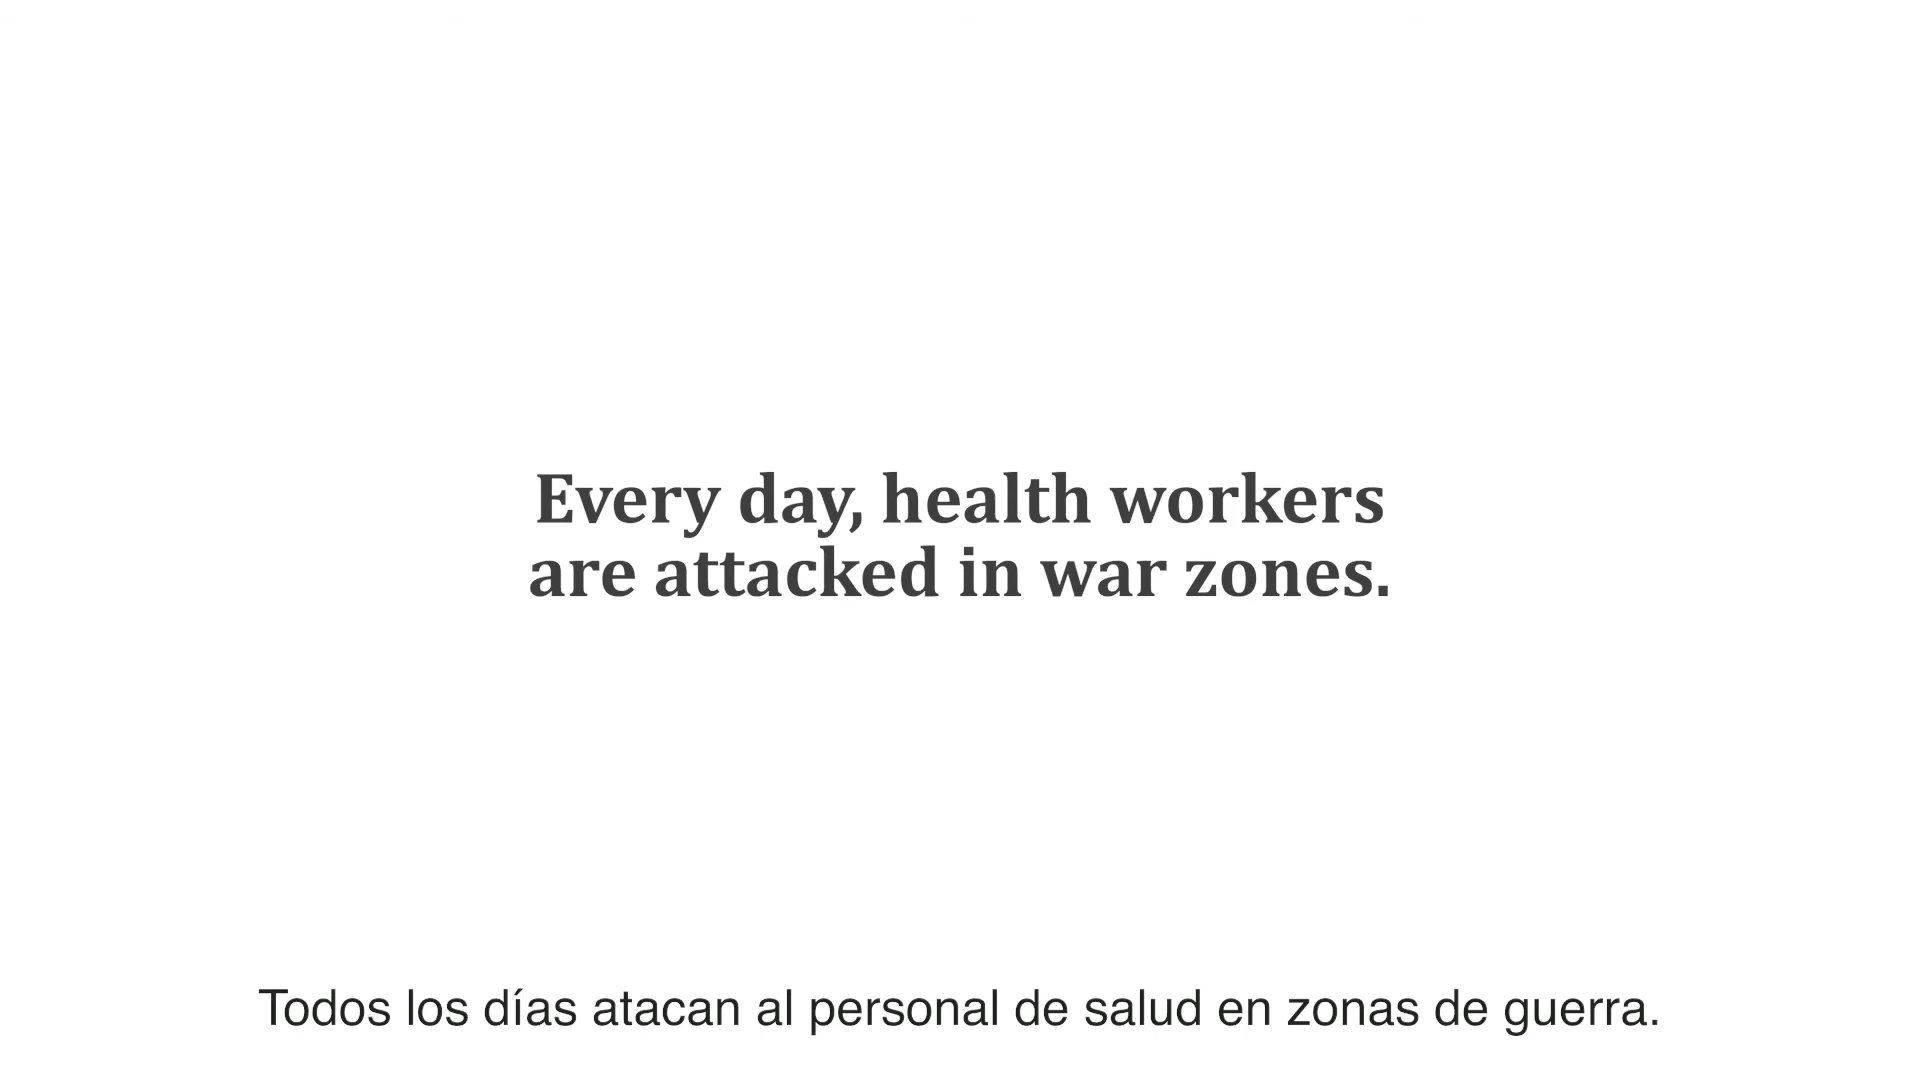 Every day, health workers
are attacked in war zones.
Todos los días atacan al personal de salud en zonas de guerra.